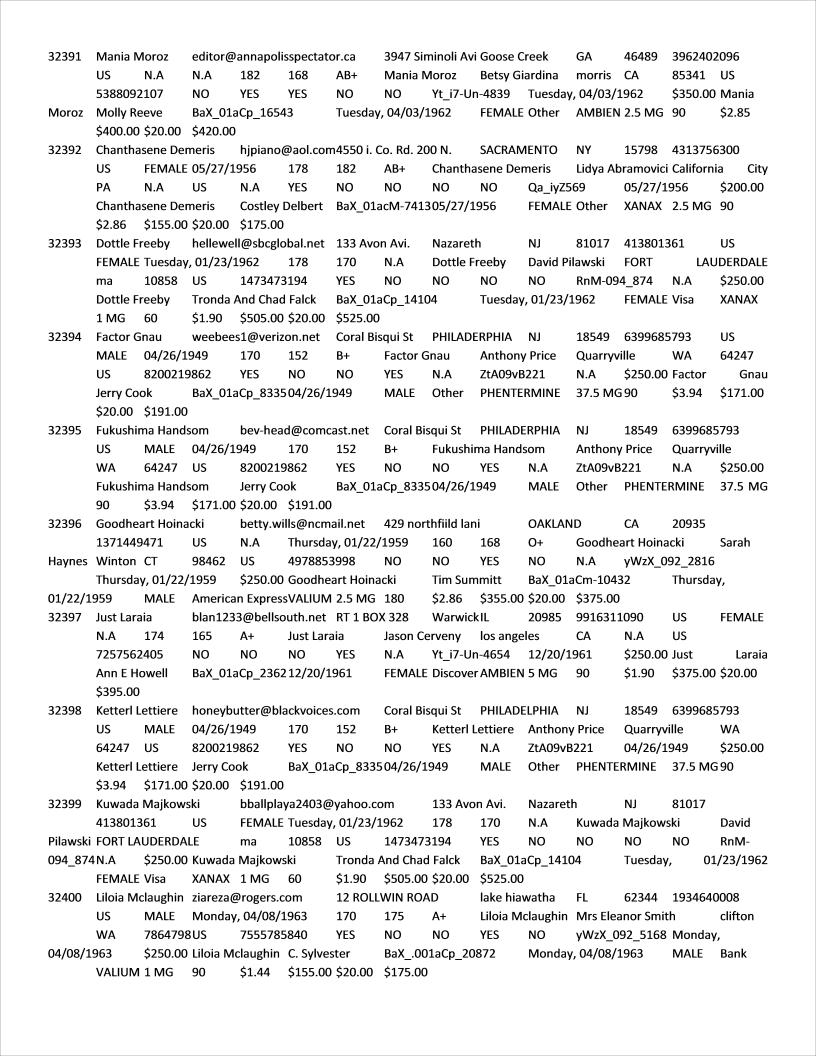 32391 Mania Moroz editor@annapolisspectator.ca 3947 Siminoli Avi Goose Creek GA 46489 3962402096
US N.A N.A 182 168 AB+ Mania Moroz Betsy Giardina morris CA 85341 US
5388092107 NO YES YES NO Yt_i7-Un-4839 Tuesday, 04/03/1962 $350.00 Mania
Moroz Molly Reeve BaX_01aCp_16543 Tuesday, 04/03/1962 FEMALE Other AMBIEN 2.5 MG 90 $2.85
$400.00 $20.00 $420.00
32392 Chanthasene Demeris hjpiano@aol.com 4550 i. Co. Rd. 200 N. SACRAMENTO NY 15798 4313756300
US FEMALE 05/27/1956 178 182 AB+ Chanthasene Demeris Lidya Abramovici California City
PA N.A US N.A YES NO NO NO NO Qa_iyZ569 05/27/1956 $200.00
Chanthasene Demeris Costley Delbert BaX_01acM-7413 05/27/1956 FEMALE Other XANAX 2.5 MG 90
$2.86 $155.00 $20.00 $175.00
32393 Dottle Freeby hellewell@sbcglobal.net 133 Avon Avi. Nazareth NJ 81017 413801361 US
FEMALE Tuesday, 01/23/1962 178 170 N.A Dottle Freeby David Pilawski FORT LAUDERDALE
ma 10858 US 1473473194 YES NO NO NO NO RnM-094_874 N.A $250.00
Dottle Freeby Tronda And Chad Falck BaX_01aCp_14104 Tuesday, 01/23/1962 FEMALE Visa XANAX
1 MG 60 $1.90 $505.00 $20.00 $525.00
32394 Factor Gnau weebees1@verizon.net Coral Bisqui St PHILADERPHIA NJ 18549 6399685793 US
MALE 04/26/1949 170 152 B+ Factor Gnau Anthony Price Quarryville WA 64247
US 8200219862 YES NO NO YES N.A ZtA09vB221 N.A $250.00 Factor Gnau
Jerry Cook BaX_01aCp_8335 04/26/1949 MALE Other PHENTERMINE 37.5 MG 90 $3.94 $171.00
$20.00 $191.00
32395 Fukushima Handsom bev-head@comcast.net Coral Bisqui St PHILADERPHIA NJ 18549 6399685793
US MALE 04/26/1949 170 152 B+ Fukushima Handsom Anthony Price Quarryville
WA 64247 US 8200219862 YES NO NO YES N.A ZtA09vB221 N.A $250.00
Fukushima Handsom Jerry Cook BaX_01aCp_8335 04/26/1949 MALE Other PHENTERMINE 37.5 MG
90 $3.94 $171.00 $20.00 $191.00
32396 Goodheart Hoinacki betty.wills@ncmail.net 429 northfiild lani OAKLAND CA 20935
1371449471 US N.A Thursday, 01/22/1959 160 168 O+ Goodheart Hoinacki Sarah
Haynes Winton CT 98462 US 4978853998 NO NO YES NO N.A yWzX_092_2816
Thursday, 01/22/1959 $250.00 Goodheart Hoinacki Tim Summitt BaX_01aCm-10432 Thursday,
01/22/1959 MALE American Express VALIUM 2.5 MG 180 $2.86 $355.00 $20.00 $375.00
32397 Just Laraia blan1233@bellsouth.net RT 1 BOX 328 Warwick IL 20985 9916311090 US FEMALE
N.A 174 165 A+ Just Laraia Jason Cerveny los angeles CA N.A US
7257562405 NO NO NO YES N.A Yt_i7-Un-4654 12/20/1961 $250.00 Just Laraia
Ann E Howell BaX_01aCp_2362 12/20/1961 FEMALE Discover AMBIEN 5 MG 90 $1.90 $375.00 $20.00
$395.00
32398 Ketterl Lettiere honeybutter@blackvoices.com Coral Bisqui St PHILADELPHIA NJ 18549 6399685793
US MALE 04/26/1949 170 152 B+ Ketterl Lettiere Anthony Price Quarryville WA
64247 US 8200219862 YES NO NO YES N.A ZtA09vB221 04/26/1949 $250.00
Ketterl Lettiere Jerry Cook BaX_01aCp_8335 04/26/1949 MALE Other PHENTERMINE 37.5 MG 90
$3.94 $171.00 $20.00 $191.00
32399 Kuwada Majkowski bballplaya2403@yahoo.com 133 Avon Avi. Nazareth NJ 81017
413801361 US FEMALE Tuesday, 01/23/1962 178 170 N.A Kuwada Majkowski David
Pilawski FORT LAUDERDALE ma 10858 US 1473473194 YES NO NO NO NO RnM-
094_874 N.A $250.00 Kuwada Majkowski Tronda And Chad Falck BaX_01aCp_14104 Tuesday, 01/23/1962
FEMALE Visa XANAX 1 MG 60 $1.90 $505.00 $20.00 $525.00
32400 Liloia Mclaughin ziareza@rogers.com 12 ROLLWIN ROAD lake hiawatha FL 62344 1934640008
US MALE Monday, 04/08/1963 170 175 A+ Liloia Mclaughin Mrs Eleanor Smith clifton
WA 7864798 US 7555785840 YES NO NO YES NO yWzX_092_5168 Monday,
04/08/1963 $250.00 Liloia Mclaughin C. Sylvester BaX_.001aCp_20872 Monday, 04/08/1963 MALE Bank
VALIUM 1 MG 90 $1.44 $155.00 $20.00 $175.00